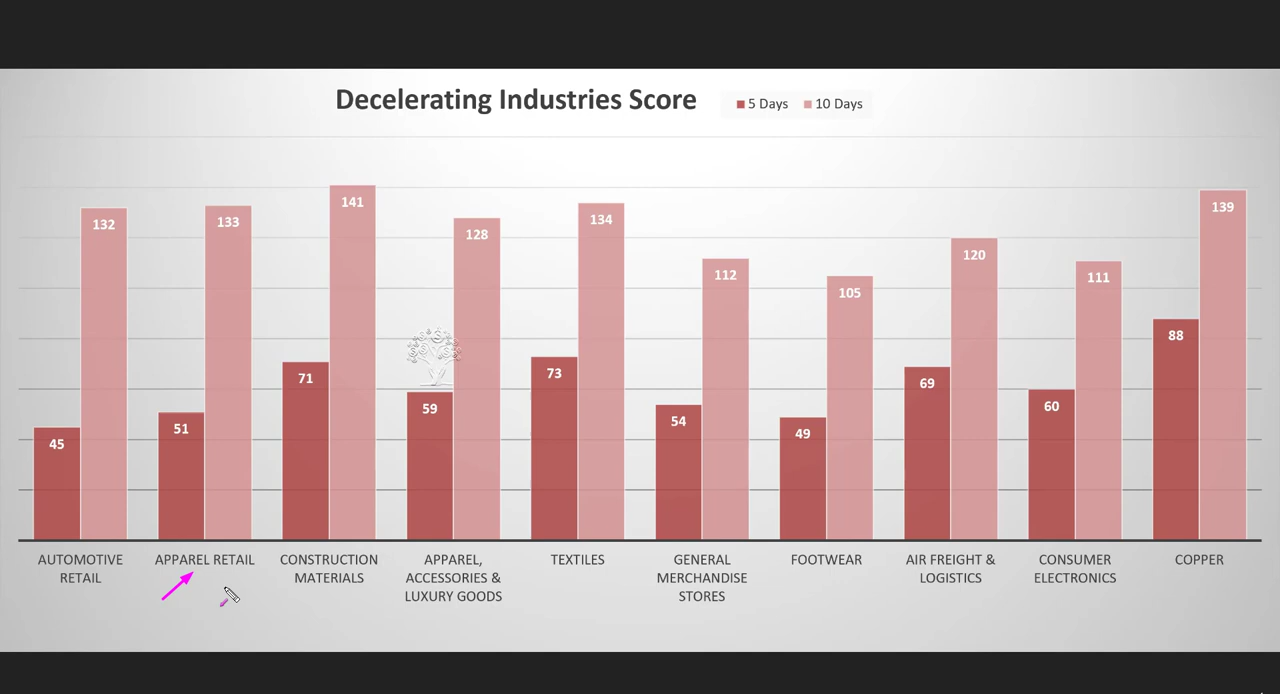 Decelerating Industries Score
5 Days 10 Days
45 132 51 133 71 141 59 128 73 134 54 112 49 105 69 120 60 111 88 139
AUTOMOTIVE RETAIL
APPAREL RETAIL
CONSTRUCTION MATERIALS
APPAREL, ACCESSORIES & LUXURY GOODS
TEXTILES
GENERAL MERCHANDISE STORES
FOOTWEAR
AIR FREIGHT & LOGISTICS
CONSUMER ELECTRONICS
COPPER